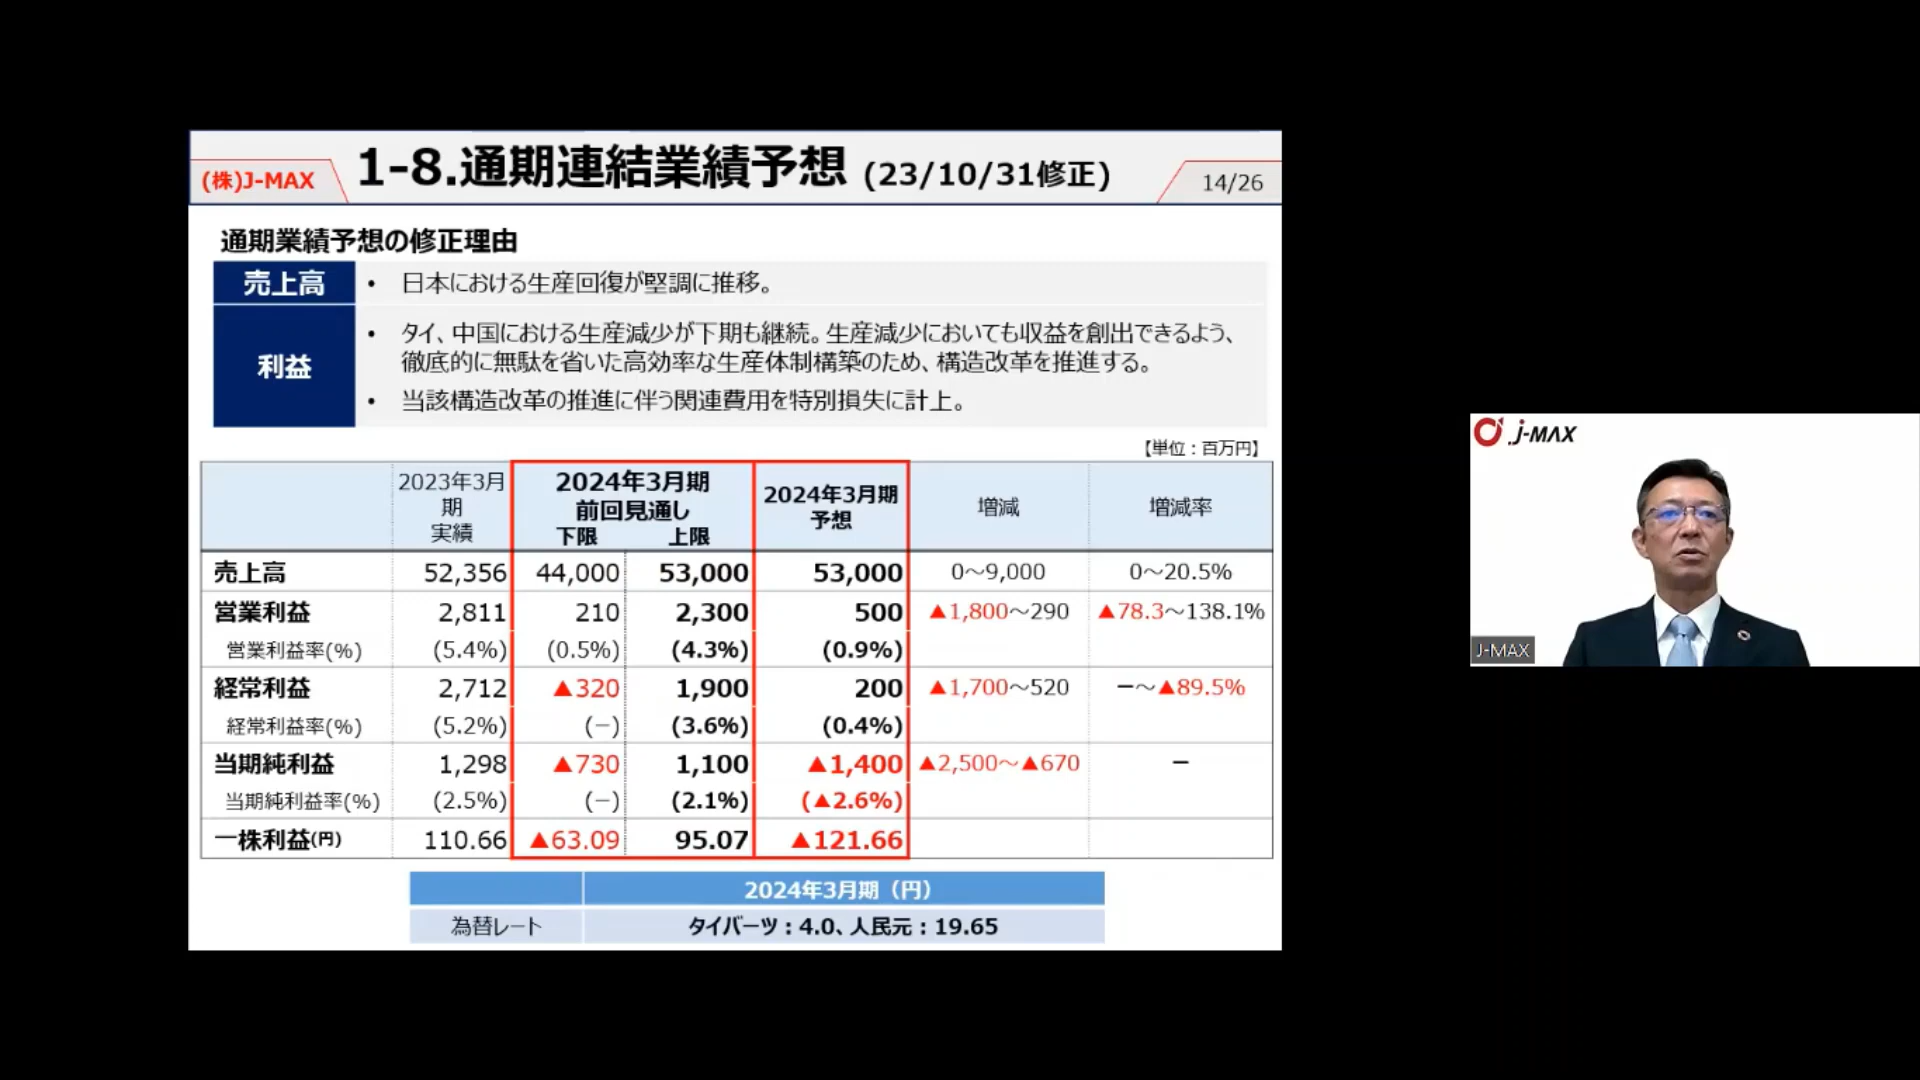 (株)J-MAX
1-8.通期連結業績予想 (23/10/31修正)
14/26
通期業績予想の修正理由
売上高
• 日本における生産回復が堅調に推移。
利益
• タイ、中国における生産減少が下期も継続。生産減少においても収益を創出できるよう、
徹底的に無駄を省いた高効率な生産体制構築のため、構造改革を推進する。
• 当該構造改革の推進に伴う関連費用を特別損失に計上。
【単位：百万円】
2023年3月
期
実績
2024年3月期
前回見通し
下限 上限
2024年3月期
予想
増減
増減率
売上高 52,356 44,000 53,000 53,000 0～9,000 0～20.5%
営業利益 2,811 210 2,300 500 ▲1,800～290 ▲78.3～138.1%
営業利益率(%) (5.4%) (0.5%) (4.3%) (0.9%)
経常利益 2,712 ▲320 1,900 200 ▲1,700～520 ー～▲89.5%
経常利益率(%) (5.2%) (－) (3.6%) (0.4%)
当期純利益 1,298 ▲730 1,100 ▲1,400 ▲2,500～▲670 ー
当期純利益率(%) (2.5%) (－) (2.1%) (▲2.6%)
一株利益(円) 110.66 ▲63.09 95.07 ▲121.66
2024年3月期（円）
為替レート タイバーツ：4.0、人民元：19.65
J-MAX
J-MAX